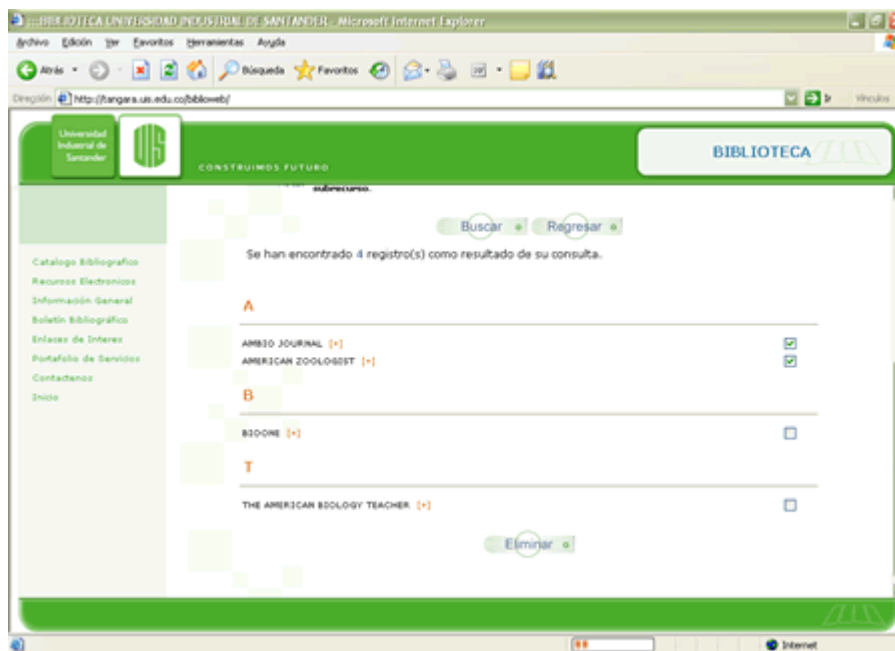 :::BIBLIOTECA UNIVERSIDAD INDUSTRIAL DE SANTANDER - Microsoft Internet Explorer
Archivo Edición Ver Favoritos Herramientas Ayuda
Atrás Búsqueda Favoritos
Dirección http://tangara.uis.edu.co/biblioweb/ Ir Vínculos
Universidad
Industrial de
Santander
UIS
CONSTRUIMOS FUTURO
BIBLIOTECA
subrecurso.
Buscar Regresar
Se han encontrado 4 registro(s) como resultado de su consulta.
Catalogo Bibliografico
Recursos Electronicos
Información General
Boletín Bibliográfico
Enlaces de Interes
Portafolio de Servicios
Contactenos
Inicio
A
AMBIO JOURNAL [+]
AMERICAN ZOOLOGIST [+]
B
BIOONE [+]
T
THE AMERICAN BIOLOGY TEACHER [+]
Eliminar
Internet